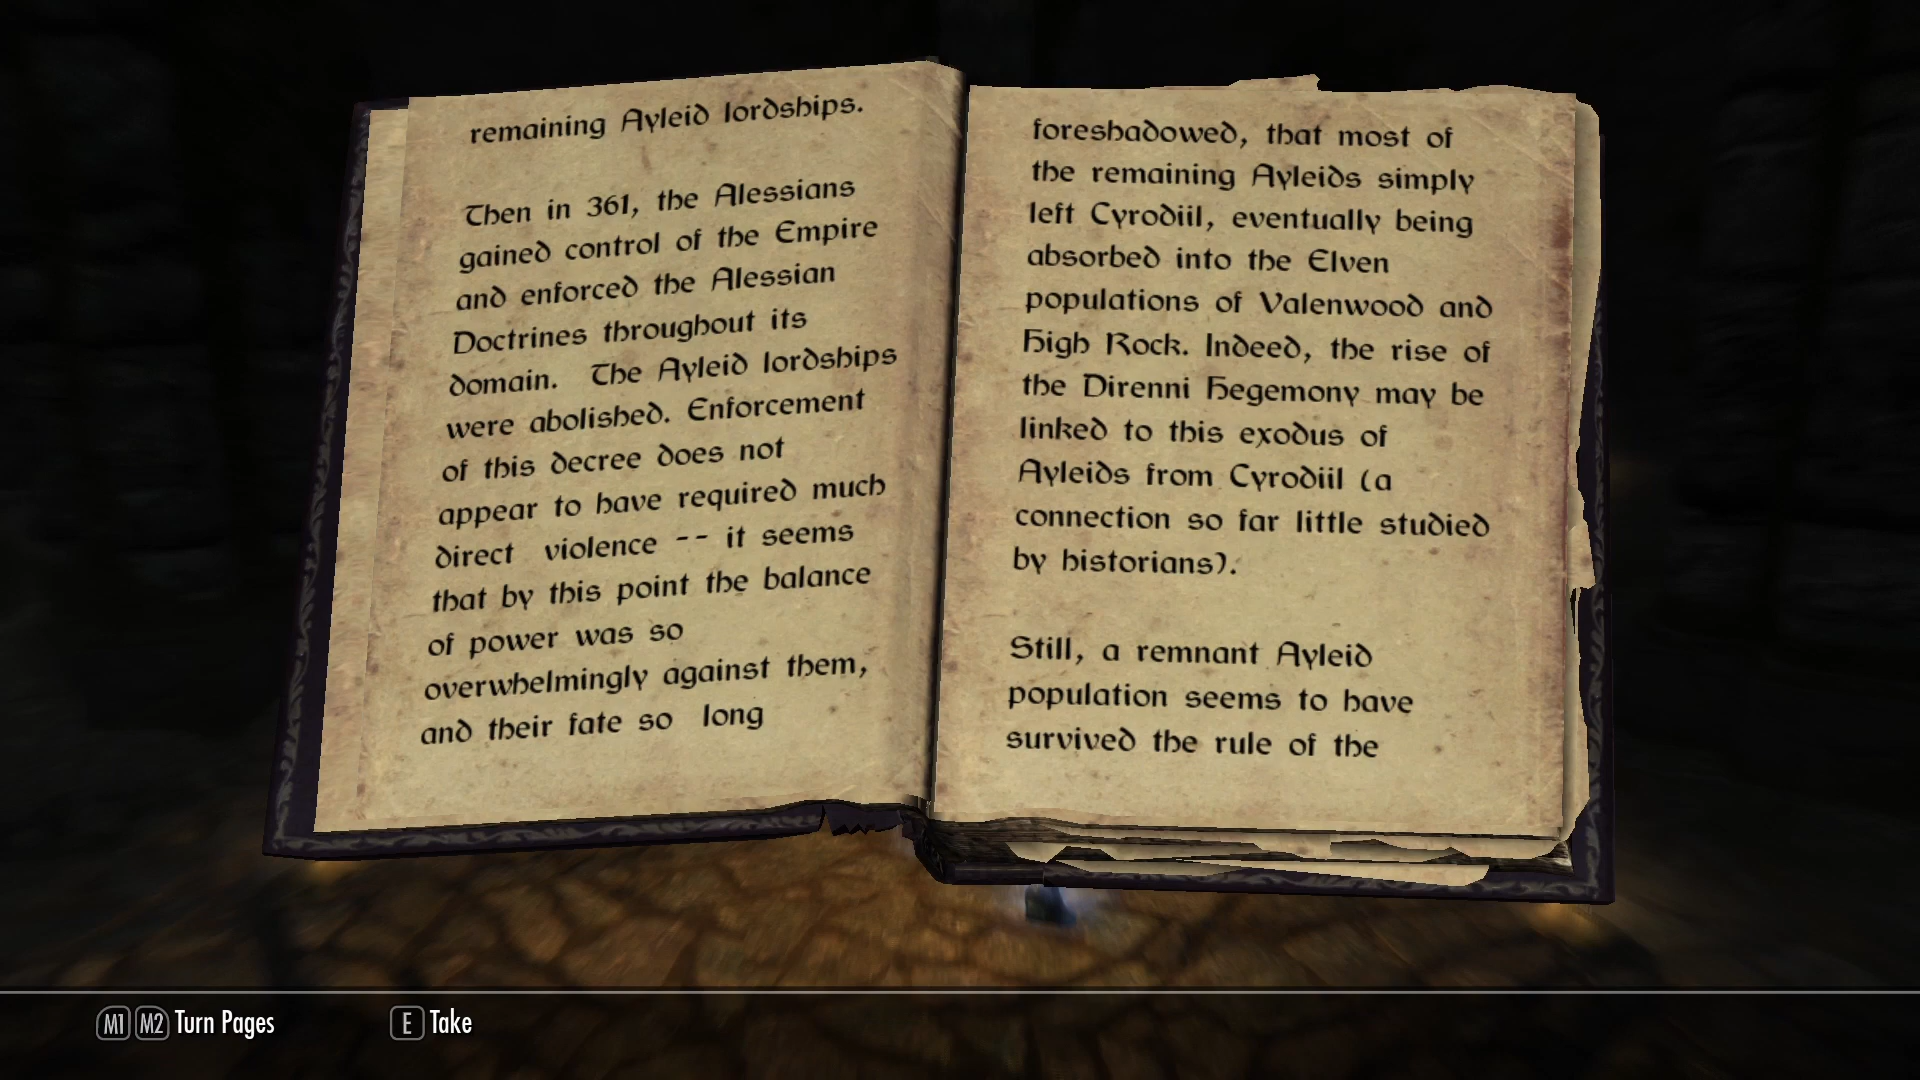 remaining Ayleid lordships.
Then in 361, the Alessians
gained control of the Empire
and enforced the Alessian
Doctrines throughout its
domain.  The Ayleid lordships
were abolished. Enforcement
of this decree does not
appear to have required much
direct  violence -- it seems
that by this point the balance
of power was so
overwhelmingly against them,
and their fate so  long
foreshadowed, that most of
the remaining Ayleids simply
left Cyrodiil, eventually being
absorbed into the Elven
populations of Valenwood and
High Rock. Indeed, the rise of
the Direnni Hegemony may be
linked to this exodus of
Ayleids from Cyrodiil (a
connection so far little studied
by historians).
Still, a remnant Ayleid
population seems to have
survived the rule of the
M1 M2 Turn Pages
E Take